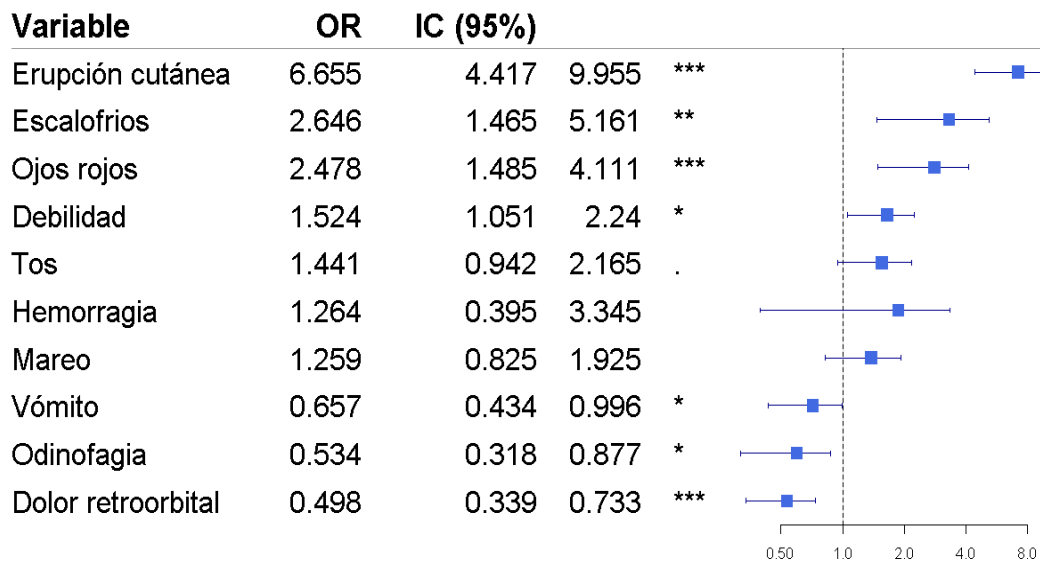 Variable OR IC (95%)
Erupción cutánea 6.655 4.417 9.955 ***
Escalofrios 2.646 1.465 5.161 **
Ojos rojos 2.478 1.485 4.111 ***
Debilidad 1.524 1.051 2.24 *
Tos 1.441 0.942 2.165 .
Hemorragia 1.264 0.395 3.345
Mareo 1.259 0.825 1.925
Vómito 0.657 0.434 0.996 *
Odinofagia 0.534 0.318 0.877 *
Dolor retroorbital 0.498 0.339 0.733 ***
0.50 1.0 2.0 4.0 8.0